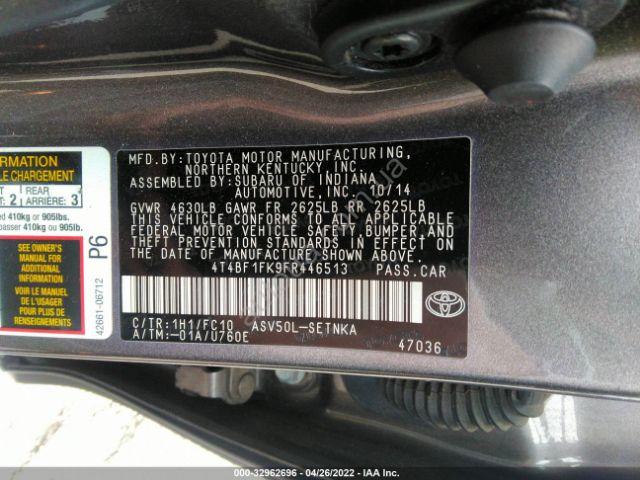 MFD.BY:TOYOTA MOTOR MANUFACTURING,
NORTHERN KENTUCKY,INC.
ASSEMBLED BY:SUBARU OF INDIANA
AUTOMOTIVE,INC. 10/14
GVWR 4630LB GAWR FR 2625LB RR 2625LB
THIS VEHICLE CONFORMS TO ALL APPLICABLE
FEDERAL MOTOR VEHICLE SAFETY,BUMPER,AND
THEFT PREVENTION STANDARDS IN EFFECT ON
THE DATE OF MANUFACTURE SHOWN ABOVE.
4T4BF1FK9FR446513 PASS.CAR
C/TR:1H1/FC10 ASV50L-SETNKA
A/TM:-01A/U760E
47036
TOYOTA
REAR
2 ARRIÈRE 3
410kg or 905lbs.
410kg ou 905lb.
SEE OWNER'S
MANUAL FOR
ADDITIONAL
INFORMATION
VOIR LE MANUEL
DE L'USAGER
POUR PLUS DE
RENSEIGNEMENTS
P6
42661-06712
000-32962696 - 04/26/2022 - IAA Inc.